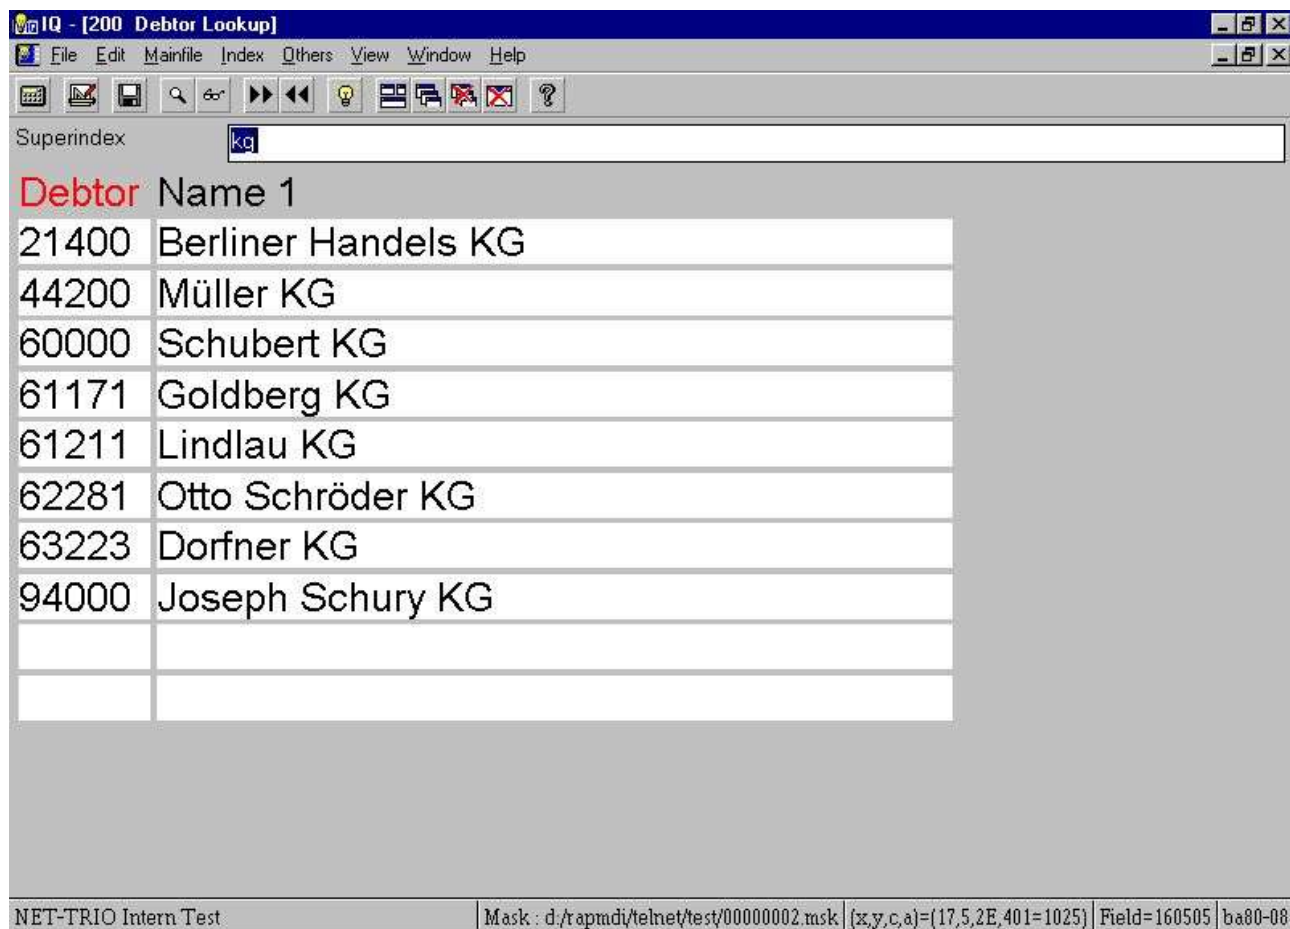 IQ - [200 Debtor Lookup]
File Edit Mainfile Index Others View Window Help
Superindex kg
Debtor Name 1
21400 Berliner Handels KG
44200 Müller KG
60000 Schubert KG
61171 Goldberg KG
61211 Lindlau KG
62281 Otto Schröder KG
63223 Dorfner KG
94000 Joseph Schury KG
NET-TRIO Intern Test Mask : d:/rapmdi/telnet/test/00000002.msk (x,y,c,a)=(17,5,2E,401=1025) Field=160505 ba80-08